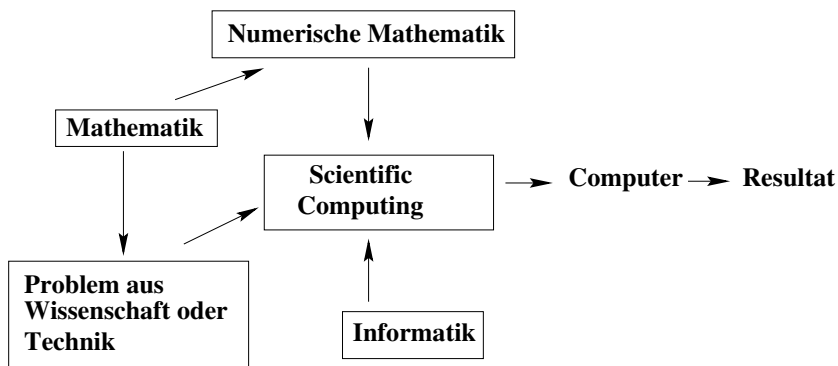 Numerische Mathematik
Mathematik
Scientific
Computing
Computer
Resultat
Problem aus
Wissenschaft oder
Technik
Informatik